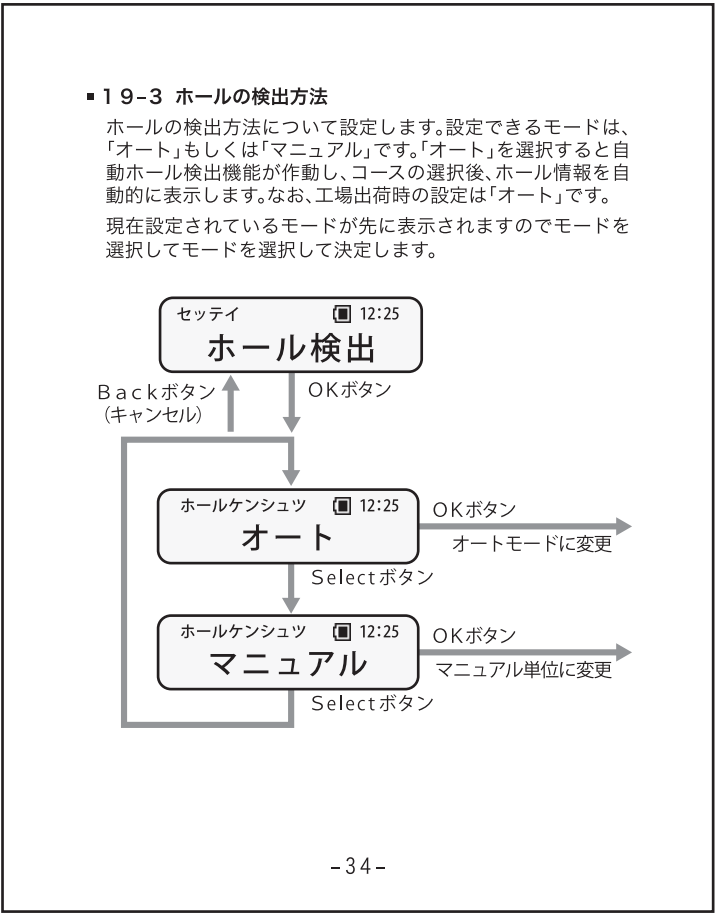 ■19-3 ホールの検出方法
ホールの検出方法について設定します。設定できるモードは、
「オート」もしくは「マニュアル」です。「オート」を選択すると自
動ホール検出機能が作動し、コースの選択後、ホール情報を自
動的に表示します。なお、工場出荷時の設定は「オート」です。
現在設定されているモードが先に表示されますのでモードを
選択してモードを選択して決定します。
セッテイ 12:25
ホール検出
Backボタン
(キャンセル)
OKボタン
ホールケンシュツ 12:25
オート
OKボタン
オートモードに変更
Selectボタン
ホールケンシュツ 12:25
マニュアル
OKボタン
マニュアル単位に変更
Selectボタン
-34-